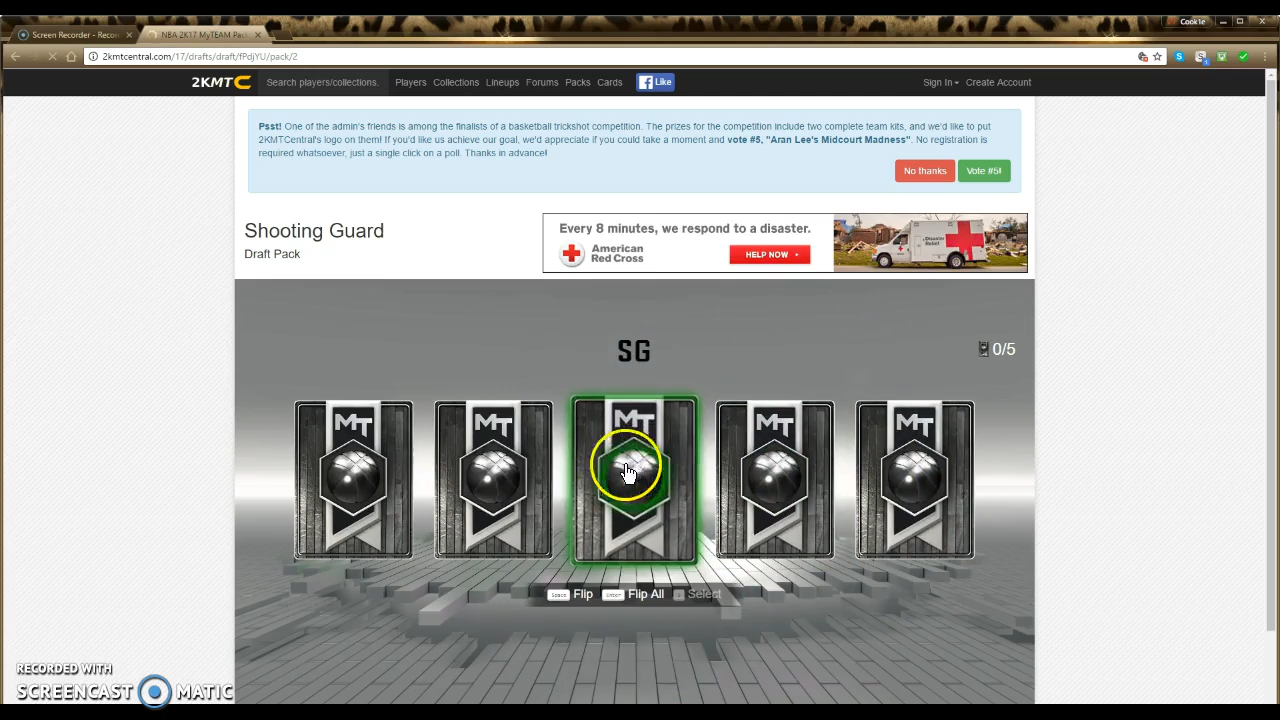 Cookie
Screen Recorder - Recor
NBA 2K17 MyTEAM Pack
2kmtcentral.com/17/drafts/draft/fPdjYU/pack/2
2KMTC Search players/collections. Players Collections Lineups Forums Packs Cards Like Sign In Create Account
Psst! One of the admin's friends is among the finalists of a basketball trickshot competition. The prizes for the competition include two complete team kits, and we'd like to put
2KMTCentral's logo on them! If you'd like us achieve our goal, we'd appreciate if you could take a moment and vote #5, "Aran Lee's Midcourt Madness". No registration is
required whatsoever, just a single click on a poll. Thanks in advance!
No thanks Vote #5!
Shooting Guard
Draft Pack
Every 8 minutes, we respond to a disaster.
American
Red Cross
HELP NOW
Disaster
Relief
SG
0/5
MT MT MT MT MT
Space Flip Enter Flip All Select
RECORDED WITH
SCREENCAST MATIC